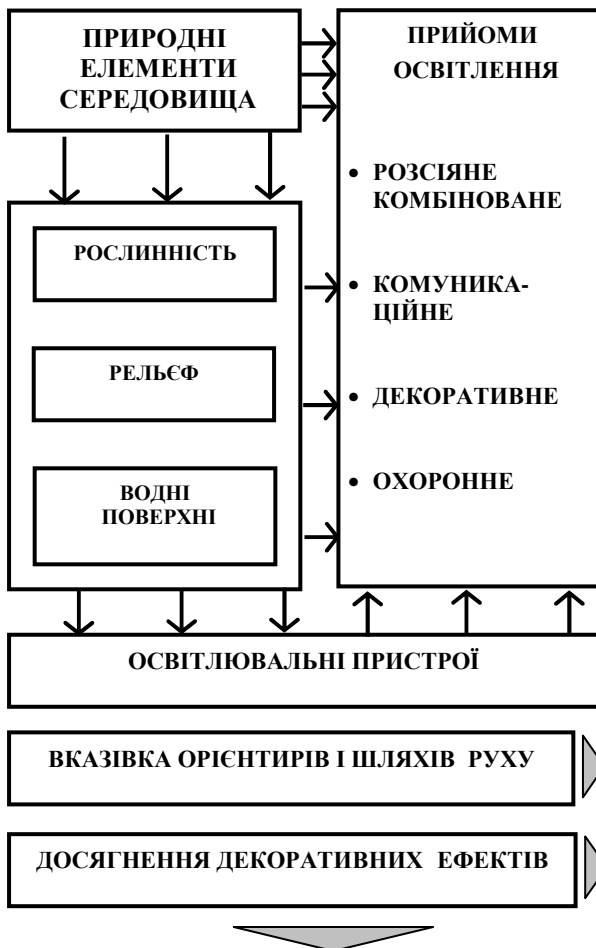 ПРИРОДНІ
ЕЛЕМЕНТИ
СЕРЕДОВИЩА
ПРИЙОМИ
ОСВІТЛЕННЯ
• РОЗСІЯНЕ
КОМБІНОВАНЕ
• КОМУНИКА-
ЦІЙНЕ
• ДЕКОРАТИВНЕ
• ОХОРОННЕ
РОСЛИННІСТЬ
РЕЛЬЄФ
ВОДНІ
ПОВЕРХНІ
ОСВІТЛЮВАЛЬНІ ПРИСТРОЇ
ВКАЗІВКА ОРІЄНТИРІВ І ШЛЯХІВ РУХУ
ДОСЯГНЕННЯ ДЕКОРАТИВНИХ ЕФЕКТІВ